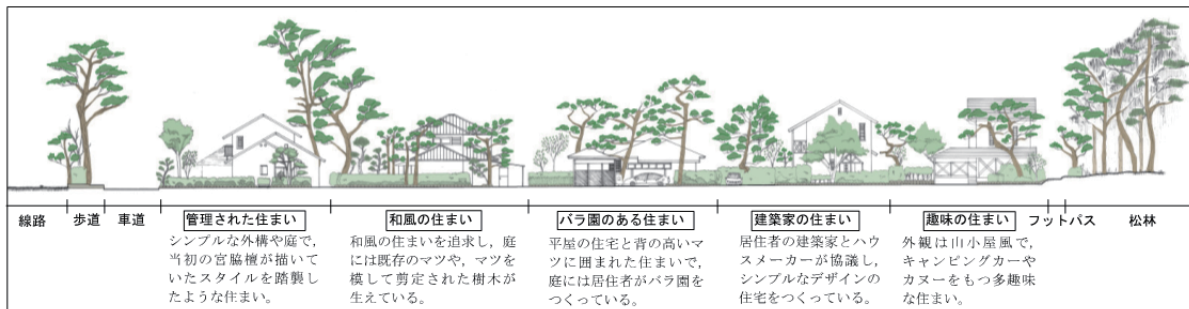 線路
歩道
車道
管理された住まい
シンプルな外構や庭で，
当初の宮脇檀が描いて
いたスタイルを踏襲し
たような住まい。
和風の住まい
和風の住まいを追求し，庭
には既存のマツや，マツを
模して剪定された樹木が
生えている。
バラ園のある住まい
平屋の住宅と背の高いマ
ツに囲まれた住まいで，
庭には居住者がバラ園を
つくっている。
建築家の住まい
居住者の建築家とハウ
スメーカーが協議し，
シンプルなデザインの
住宅をつくっている。
趣味の住まい
外観は山小屋風で，
キャンピングカーや
カヌーをもつ多趣味
な住まい。
フットパス
松林